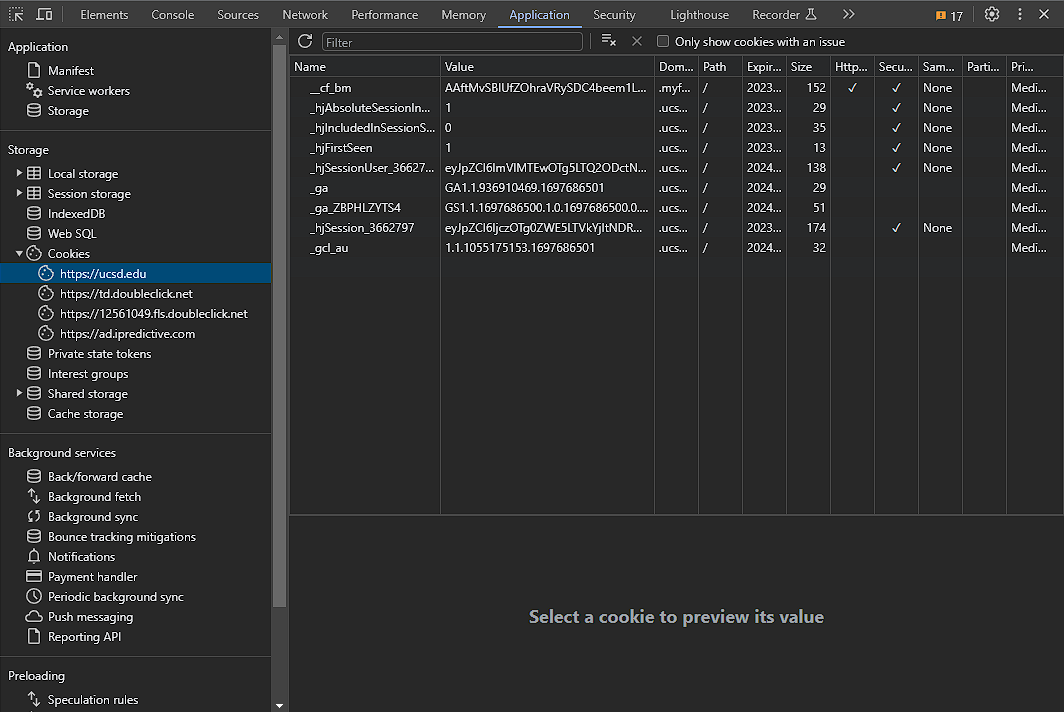 Elements Console Sources Network Performance Memory Application Security Lighthouse Recorder 17
Application
Manifest
Service workers
Storage
Storage
Local storage
Session storage
IndexedDB
Web SQL
Cookies
https://ucsd.edu
https://td.doubleclick.net
https://12561049.fls.doubleclick.net
https://ad.ipredictive.com
Private state tokens
Interest groups
Shared storage
Cache storage
Background services
Back/forward cache
Background fetch
Background sync
Bounce tracking mitigations
Notifications
Payment handler
Periodic background sync
Push messaging
Reporting API
Preloading
Speculation rules
Filter Only show cookies with an issue
Name Value Dom... Path Expir... Size Http... Secu... Sam... Parti... Pri...
__cf_bm .myf... / 2023... 152 ✓ ✓ None Medi...
_hjAbsoluteSessionIn... 1 .ucs... / 2023... 29 ✓ None Medi...
_hjIncludedInSessionS... 0 .ucs... / 2023... 35 ✓ None Medi...
_hjFirstSeen 1 .ucs... / 2023... 13 ✓ None Medi...
_hjSessionUser_36627... .ucs... / 2024... 138 ✓ None Medi...
_ga GA1.1.936910469.1697686501 .ucs... / 2024... 29 Medi...
_ga_ZBPHLZYTS4 GS1.1.1697686500.1.0.1697686500.0.... .ucs... / 2024... 51 Medi...
_hjSession_3662797 .ucs... / 2023... 174 ✓ None Medi...
_gcl_au 1.1.1055175153.1697686501 .ucs... / 2024... 32 Medi...
Select a cookie to preview its value